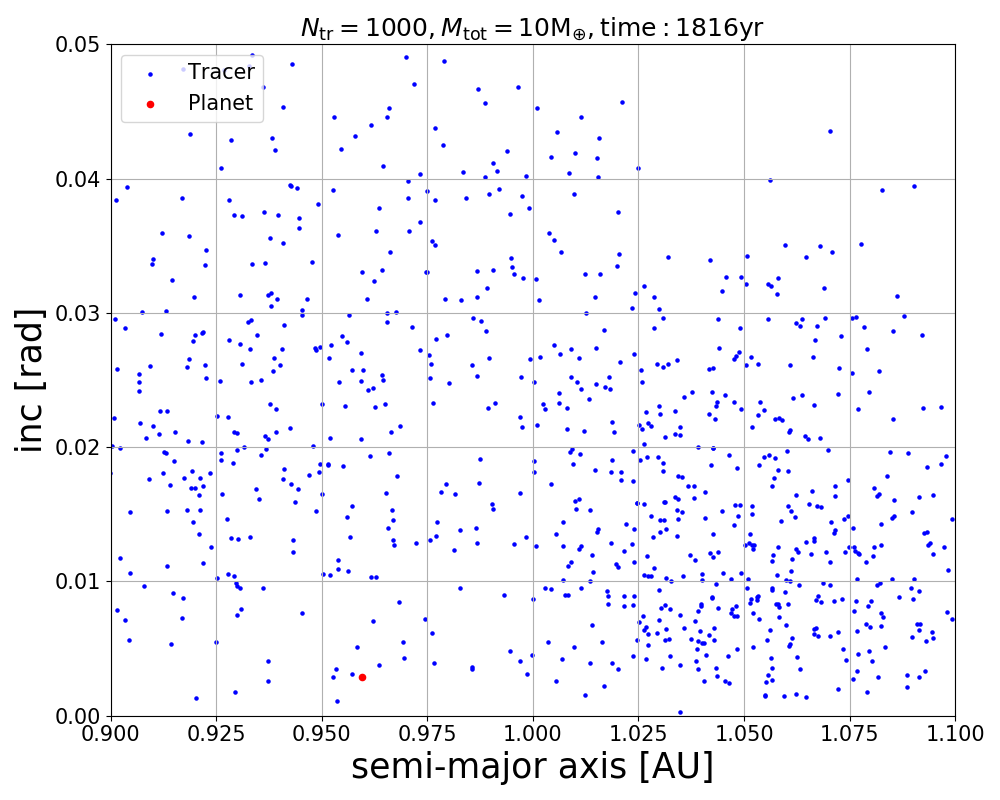 N_tr = 1000, M_tot = 10M_⊕, time : 1816yr
Tracer
Planet
0.05
0.04
0.03
0.02
0.01
0.00
inc [rad]
0.900 0.925 0.950 0.975 1.000 1.025 1.050 1.075 1.100
semi-major axis [AU]